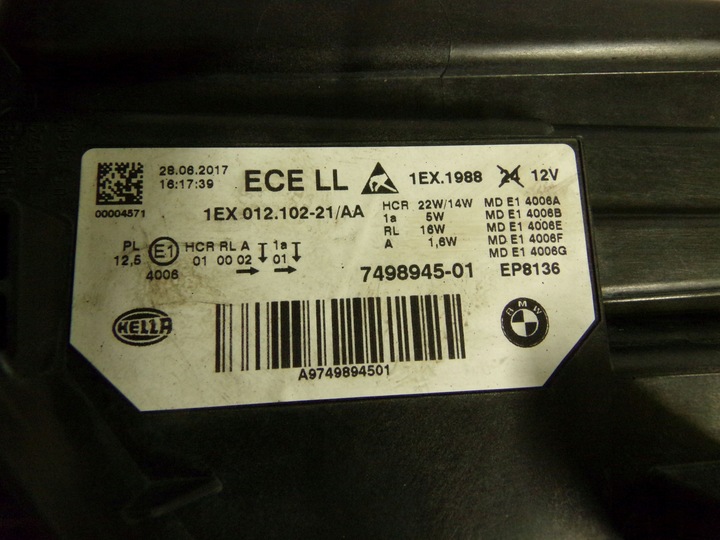 28.06.2017
16:17:39
00004571
ECE LL
1EX.1988 24 12V
1EX 012.102-21/AA
HCR 22W/14W MD E1 4006A
1a 5W MD E1 4006B
RL 16W MD E1 4006E
A 1,6W MD E1 4006F
MD E1 4006G
PL
12,5
E1
4006
HCR RL A 1a
01 00 02 01
7498945-01 EP8136
HELLA
BMW
A9749894501